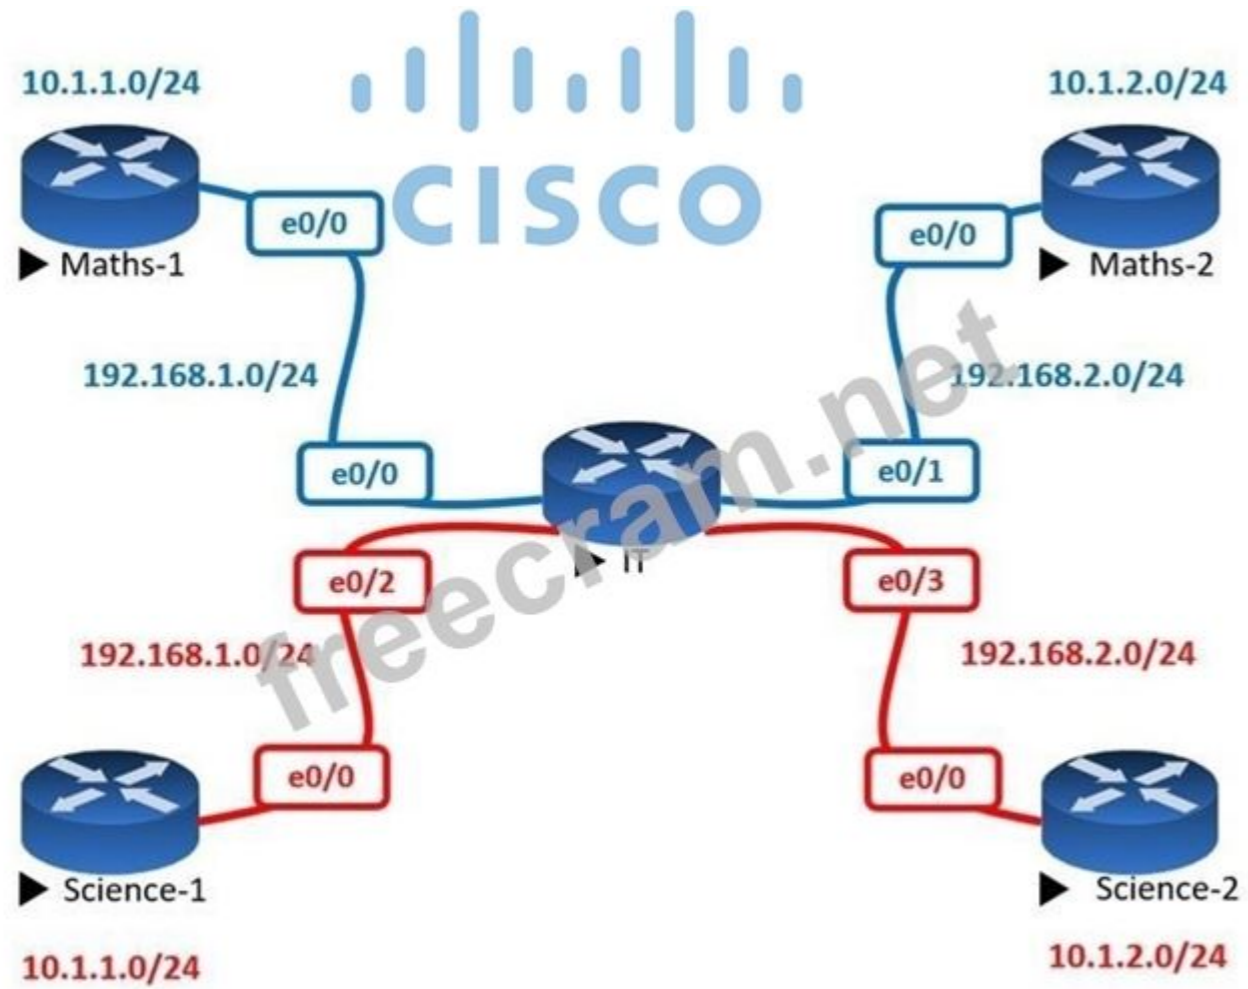 10.1.1.0/24
10.1.2.0/24
CISCO
e0/0
e0/0
Maths-1
Maths-2
192.168.1.0/24
192.168.2.0/24
e0/0
e0/1
IT
e0/2
e0/3
192.168.1.0/24
192.168.2.0/24
freecram.net
e0/0
e0/0
Science-1
Science-2
10.1.1.0/24
10.1.2.0/24